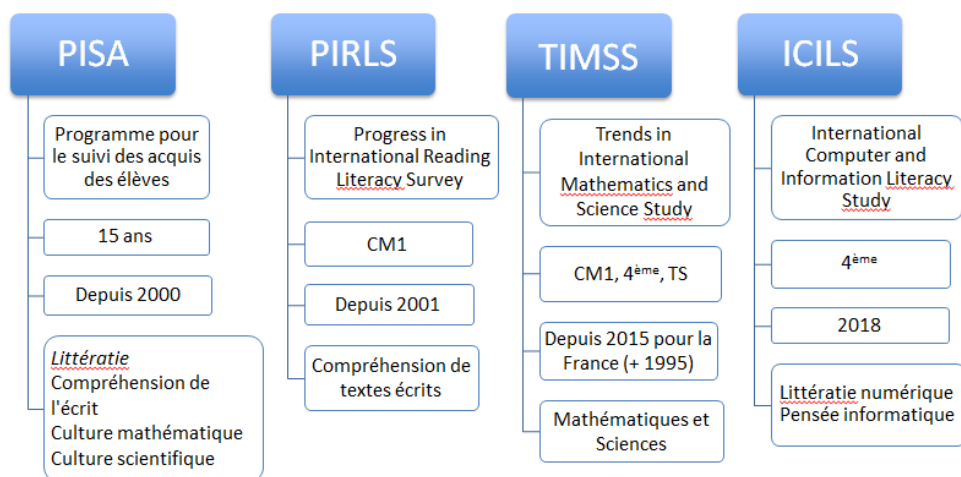 PISA
Programme pour
le suivi des acquis
des élèves
15 ans
Depuis 2000
Littératie
Compréhension de
l'écrit
Culture mathématique
Culture scientifique
PIRLS
Progress in
International Reading
Literacy Survey
CM1
Depuis 2001
Compréhension de
textes écrits
TIMSS
Trends in
International
Mathematics and
Science Study
CM1, 4ème, TS
Depuis 2015 pour la
France (+ 1995)
Mathématiques et
Sciences
ICILS
International
Computer and
Information Literacy
Study
4ème
2018
Littératie numérique
Pensée informatique